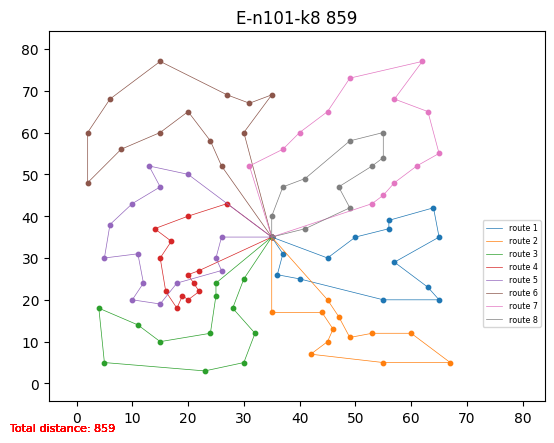 E-n101-k8 859
80
70
60
50
40
30
20
10
0
route 1
route 2
route 3
route 4
route 5
route 6
route 7
route 8
0 10 20 30 40 50 60 70 80
Total distance: 859